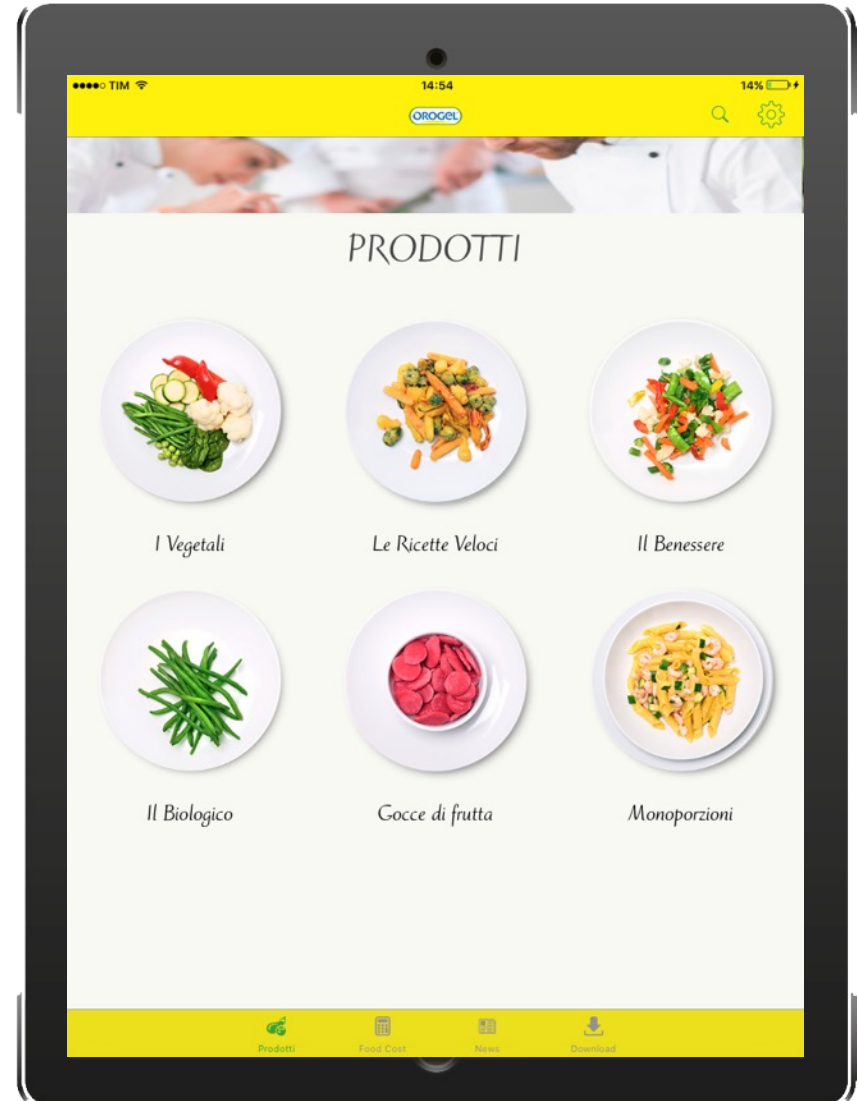 TIM 14:54 14%
OROGEL
PRODOTTI
I Vegetali Le Ricette Veloci Il Benessere
Il Biologico Gocce di frutta Monoporzioni
Prodotti Food Cost News Download